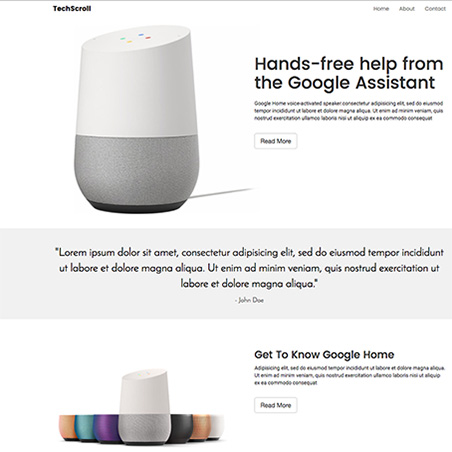 TechScroll
Home About Contact
Hands-free help from
the Google Assistant
Google Home voice-activated speaker consectetur adipisicing elit, sed do eiusmod
tempor incididunt ut labore et dolore magna aliqua. Ut enim ad minim veniam, quis
nostrud exercitation ullamco laboris nisi ut aliquip ex ea commodo consequat
Read More
"Lorem ipsum dolor sit amet, consectetur adipisicing elit, sed do eiusmod tempor incididunt
ut labore et dolore magna aliqua. Ut enim ad minim veniam, quis nostrud exercitation ut
labore et dolore magna aliqua."
- John Doe
Get To Know Google Home
Adipisicing elit, sed do eiusmod tempor incididunt ut labore et dolore magna aliqua.
Ut enim ad minim veniam, quis nostrud exercitation ullamco laboris nisi ut aliquip
ex ea commodo consequat
Read More